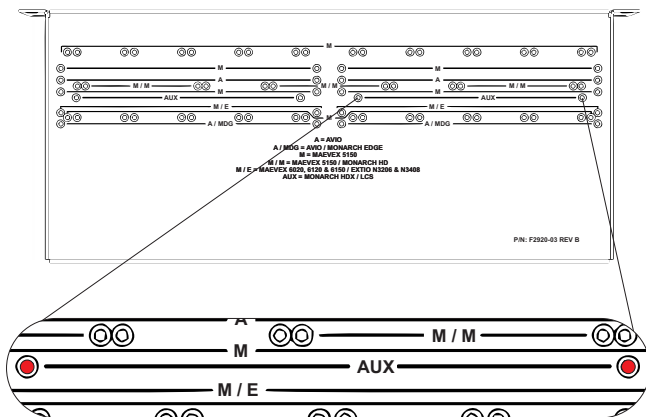 M
M
A
M / M M / M M / M
M
AUX AUX
M / E M / E
M
A / MDG A / MDG
A = AVIO
A / MDG = AVIO / MONARCH EDGE
M = MAEVEX 5150
M / M = MAEVEX 5150 / MONARCH HD
M / E = MAEVEX 6020, 6120 & 6150 / EXTIO N3206 & N3408
AUX = MONARCH HDX / LCS
P/N: F2920-03 REV B
A
M / M
M
AUX
M / E